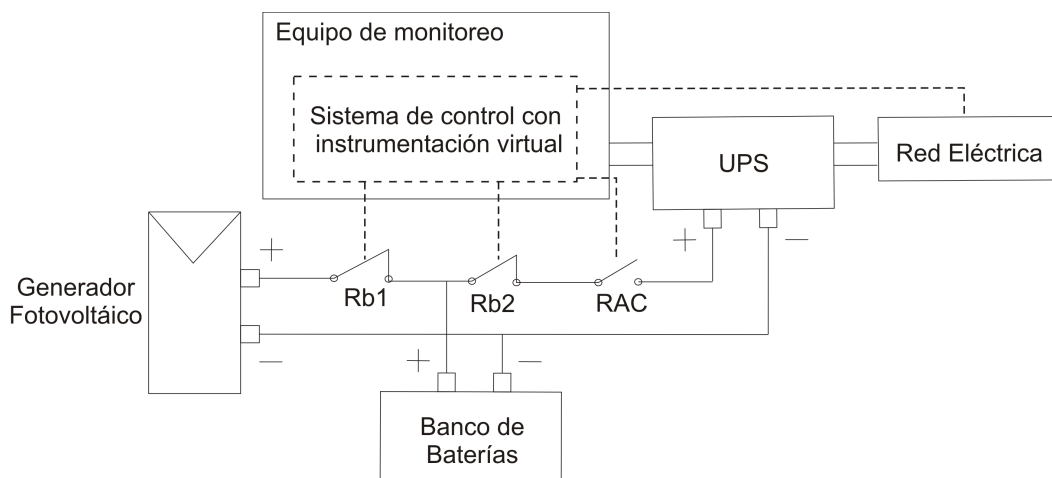 Equipo de monitoreo
Sistema de control con
instrumentación virtual
UPS
Red Eléctrica
Generador
Fotovoltáico
+
Rb1
Rb2
RAC
+
—
—
+
—
Banco de
Baterías